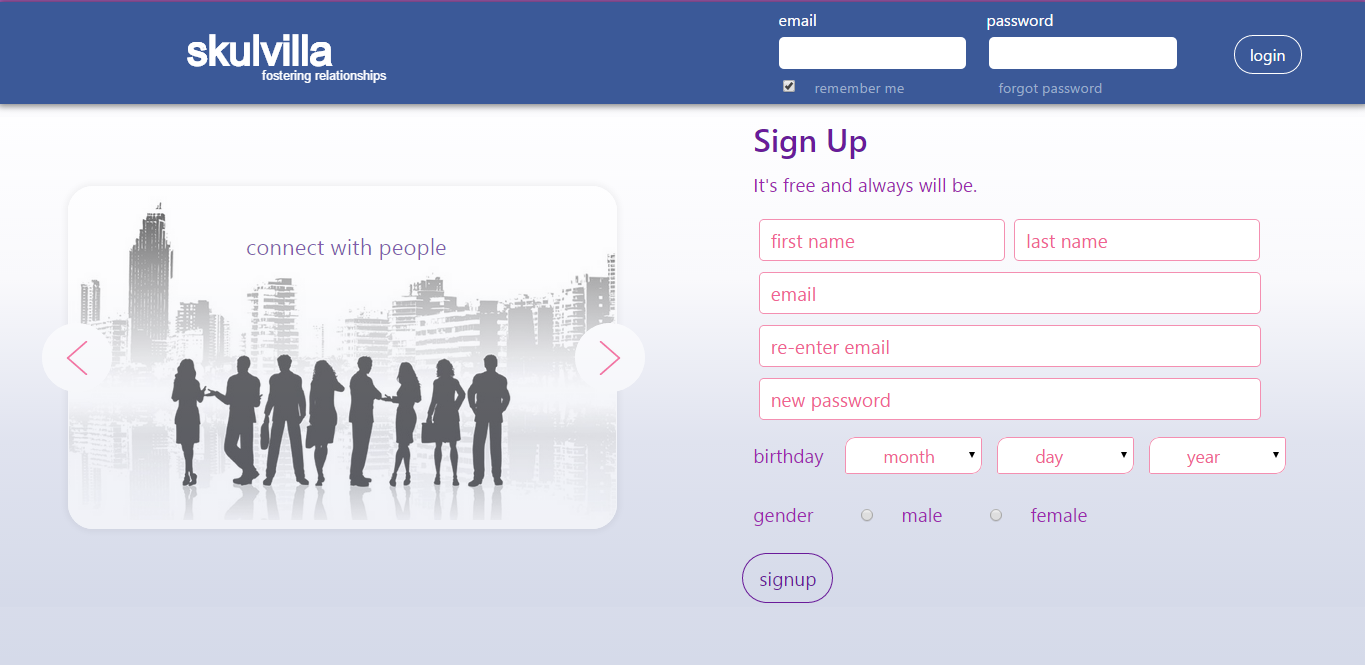 email password
skulvilla
fostering relationships
login
remember me forgot password
Sign Up
It's free and always will be.
connect with people
first name last name
email
re-enter email
new password
birthday month day year
gender male female
signup